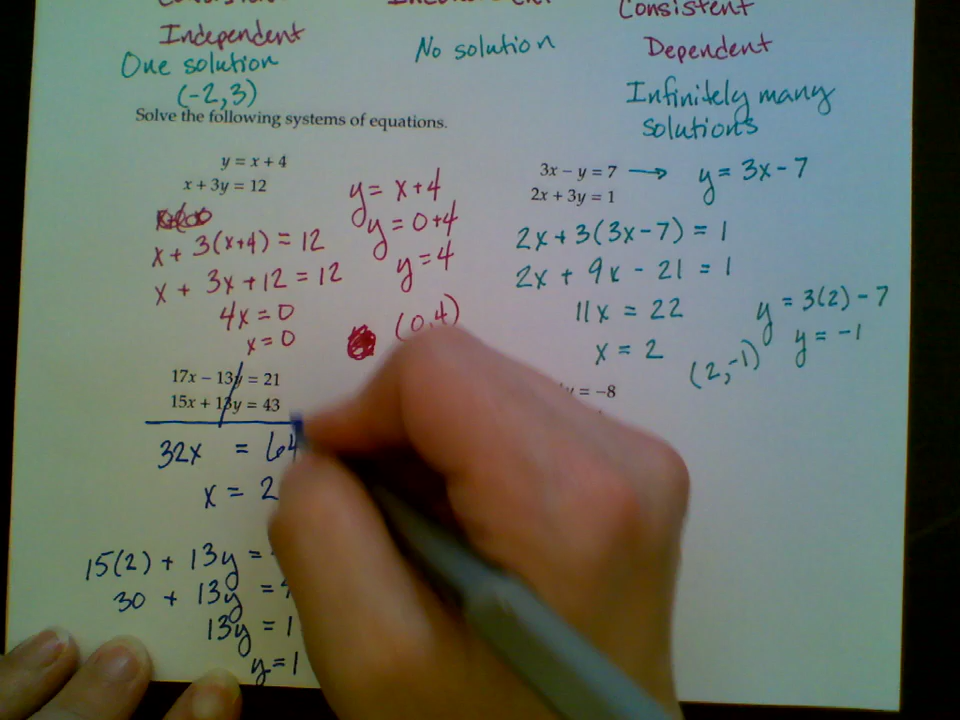 Consistent
Independent
One solution
(-2,3)
No solution
Dependent
Infinitely many
solutions
Solve the following systems of equations.
y = x + 4
x + 3y = 12
x + 3(x+4) = 12
x + 3x + 12 = 12
4x = 0
x = 0
y = x+4
y = 0+4
y = 4
(0,4)
3x − y = 7 → y = 3x - 7
2x + 3y = 1
2x + 3(3x-7) = 1
2x + 9x - 21 = 1
11x = 22
x = 2
y = 3(2) - 7
y = -1
(2,-1)
17x − 13y = 21
15x + 13y = 43
32x = 64
x = 2
15(2) + 13y =
30 + 13y =
13y = 1
y = 1
y = −8